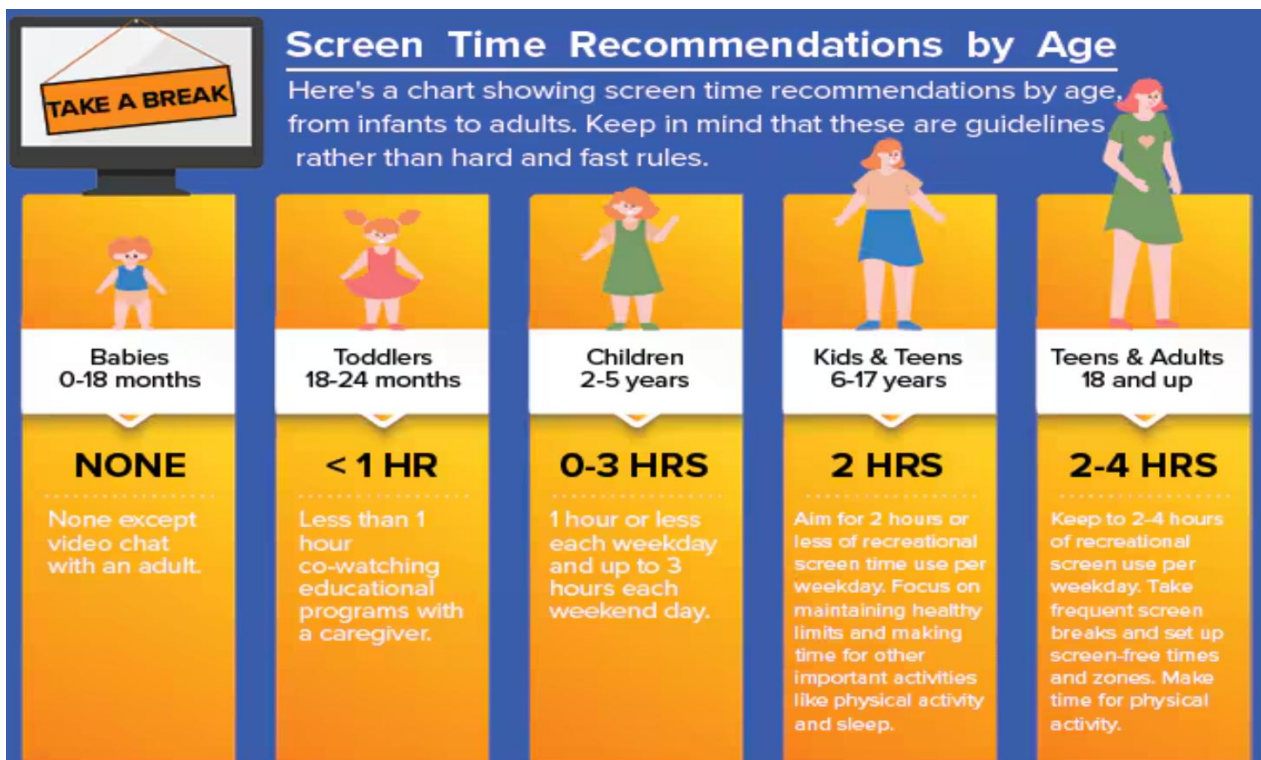 TAKE A BREAK
Screen Time Recommendations by Age
Here's a chart showing screen time recommendations by age,
from infants to adults. Keep in mind that these are guidelines
rather than hard and fast rules.
Babies
0-18 months
NONE
None except
video chat
with an adult.
Toddlers
18-24 months
< 1 HR
Less than 1
hour
co-watching
educational
programs with
a caregiver.
Children
2-5 years
0-3 HRS
1 hour or less
each weekday
and up to 3
hours each
weekend day.
Kids & Teens
6-17 years
2 HRS
Aim for 2 hours or
less of recreational
screen time use per
weekday. Focus on
maintaining healthy
limits and making
time for other
important activities
like physical activity
and sleep.
Teens & Adults
18 and up
2-4 HRS
Keep to 2-4 hours
of recreational
screen use per
weekday. Take
frequent screen
breaks and set up
screen-free times
and zones. Make
time for physical
activity.